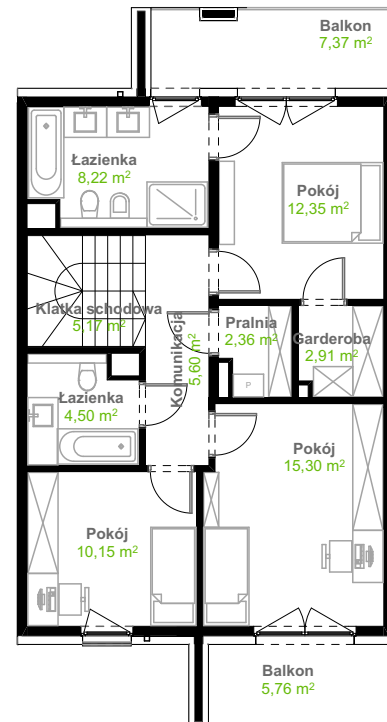 Balkon
7,37 m²
Łazienka
8,22 m²
Pokój
12,35 m²
Klatka schodowa
5,17 m²
Komunikacja
5,60 m²
Pralnia
2,36 m²
Garderoba
2,91 m²
P
Łazienka
4,50 m²
Pokój
15,30 m²
Pokój
10,15 m²
Balkon
5,76 m²